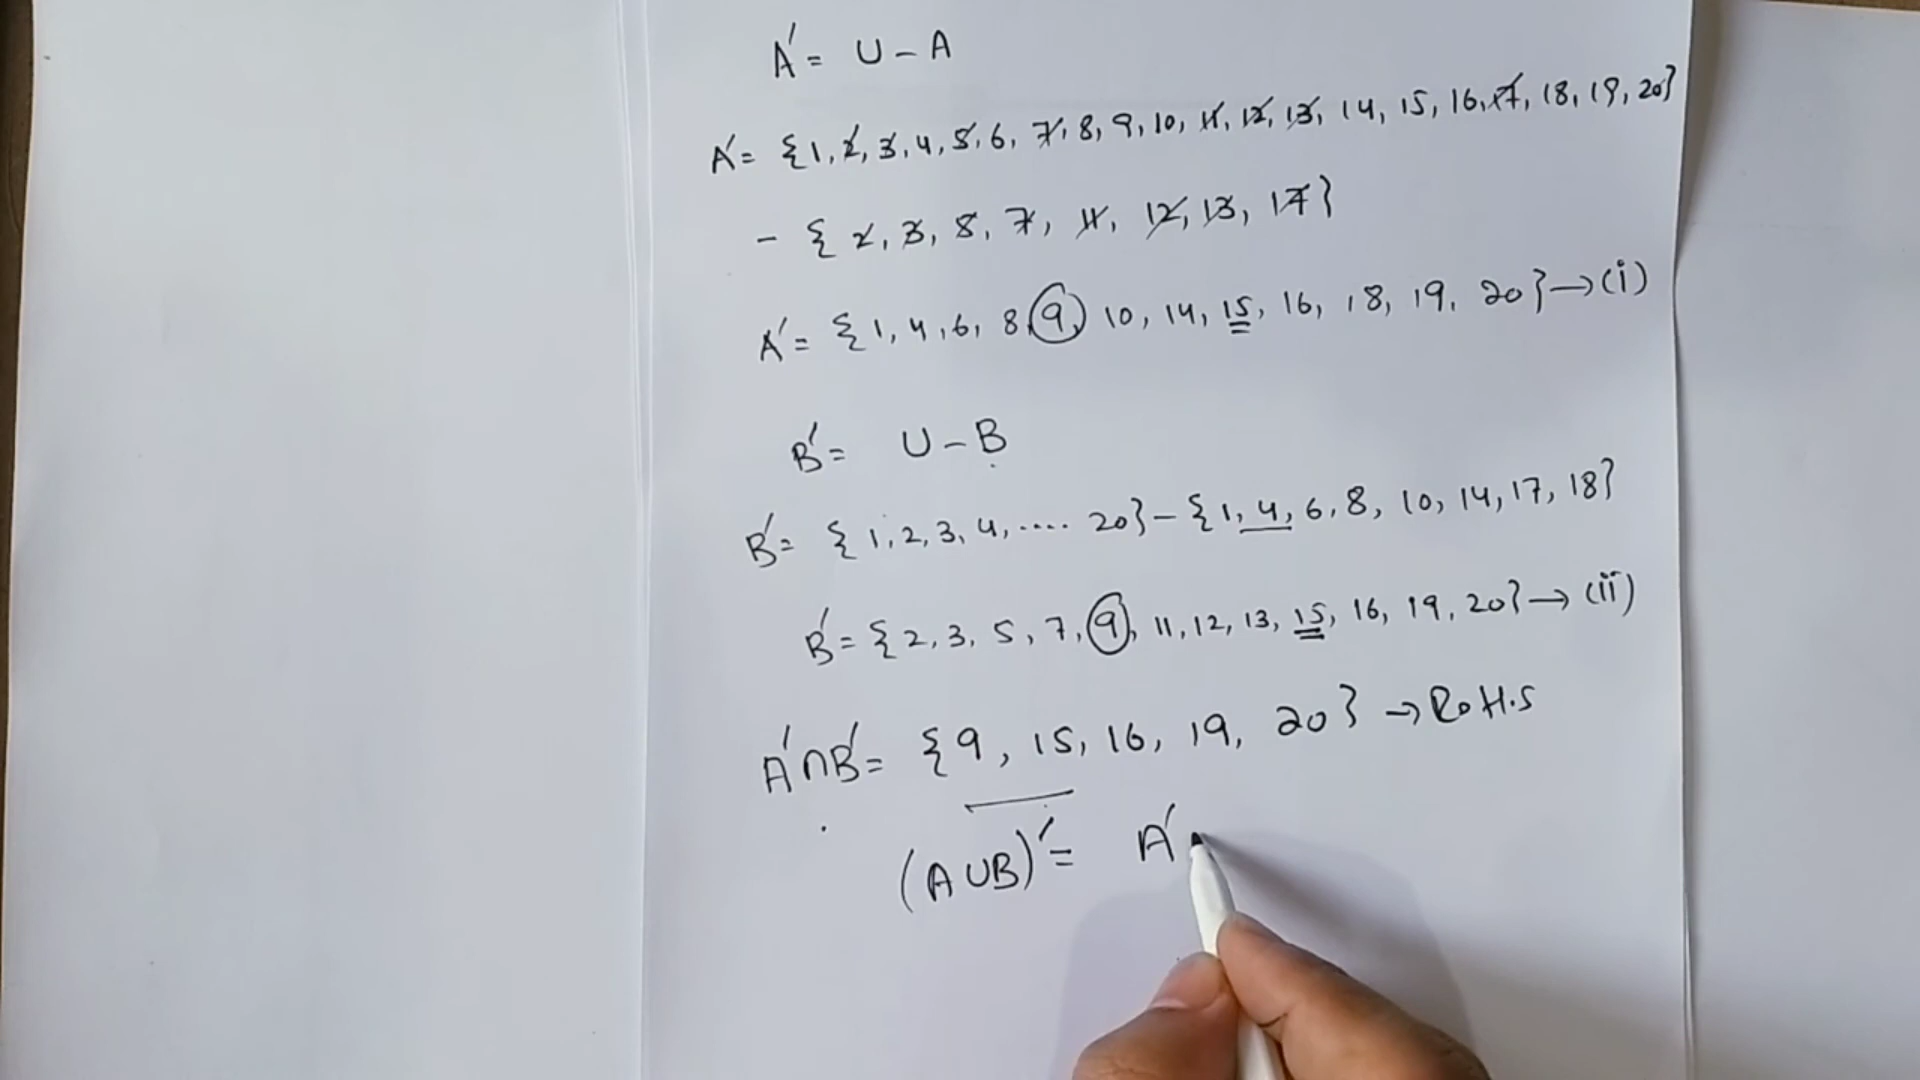 A' = U - A
A' = {1, 2, 3, 4, 5, 6, 7, 8, 9, 10, 11, 12, 13, 14, 15, 16, 17, 18, 19, 20}
- {2, 3, 5, 7, 11, 12, 13, 17}
A' = {1, 4, 6, 8, 9, 10, 14, 15, 16, 18, 19, 20} → (i)
B' = U - B
B' = {1, 2, 3, 4, .... 20} - {1, 4, 6, 8, 10, 14, 17, 18}
B' = {2, 3, 5, 7, 9, 11, 12, 13, 15, 16, 19, 20} → (ii)
A' ∩ B' = {9, 15, 16, 19, 20} → R.H.S
(A ∪ B)' = A'